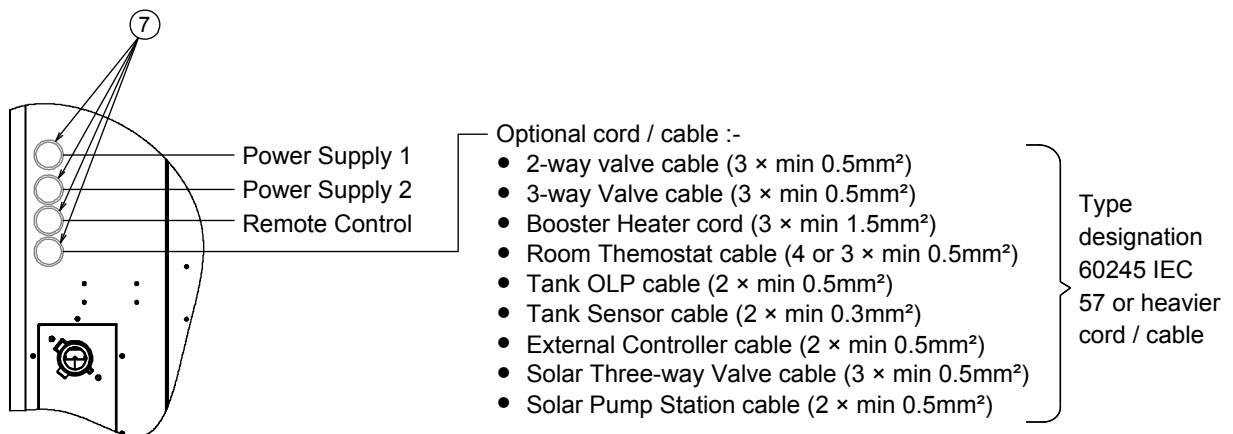 7
Power Supply 1
Power Supply 2
Remote Control
Optional cord / cable :-
● 2-way valve cable (3 × min 0.5mm²)
● 3-way Valve cable (3 × min 0.5mm²)
● Booster Heater cord (3 × min 1.5mm²)
● Room Themostat cable (4 or 3 × min 0.5mm²)
● Tank OLP cable (2 × min 0.5mm²)
● Tank Sensor cable (2 × min 0.3mm²)
● External Controller cable (2 × min 0.5mm²)
● Solar Three-way Valve cable (3 × min 0.5mm²)
● Solar Pump Station cable (2 × min 0.5mm²)
Type
designation
60245 IEC
57 or heavier
cord / cable